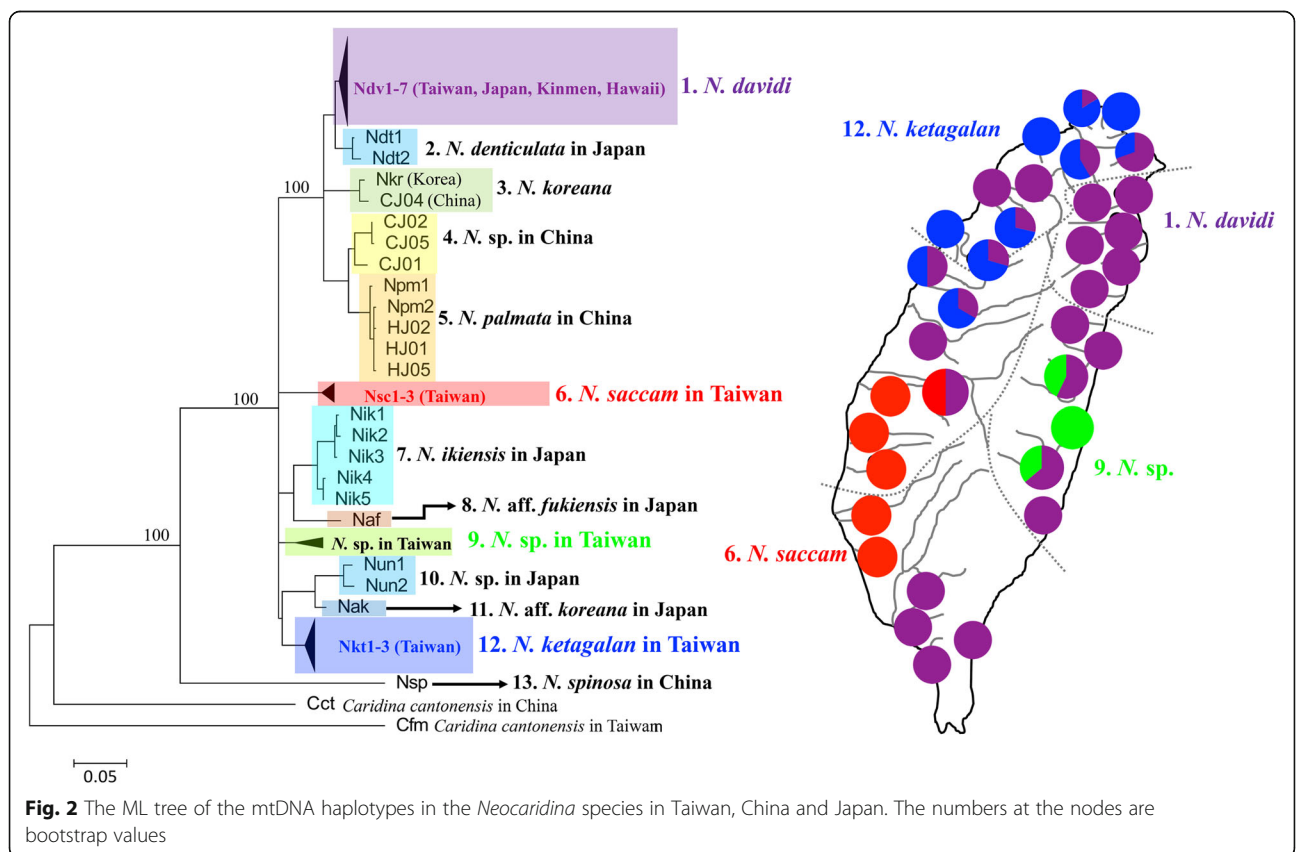 Ndv1-7 (Taiwan, Japan, Kinmen, Hawaii)
1. N. davidi
Ndt1
Ndt2
2. N. denticulata in Japan
100
Nkr (Korea)
CJ04 (China)
3. N. koreana
CJ02
CJ05
CJ01
4. N. sp. in China
Npm1
Npm2
HJ02
HJ01
HJ05
5. N. palmata in China
100
Nsc1-3 (Taiwan)
6. N. saccam in Taiwan
Nik1
Nik2
Nik3
Nik4
Nik5
7. N. ikiensis in Japan
Naf
8. N. aff. fukiensis in Japan
100
N. sp. in Taiwan
9. N. sp. in Taiwan
Nun1
Nun2
10. N. sp. in Japan
Nak
11. N. aff. koreana in Japan
Nkt1-3 (Taiwan)
12. N. ketagalan in Taiwan
Nsp
13. N. spinosa in China
Cct Caridina cantonensis in China
Cfm Caridina cantonensis in Taiwam
0.05
12. N. ketagalan
1. N. davidi
9. N. sp.
6. N. saccam
Fig. 2 The ML tree of the mtDNA haplotypes in the Neocaridina species in Taiwan, China and Japan. The numbers at the nodes are
bootstrap values